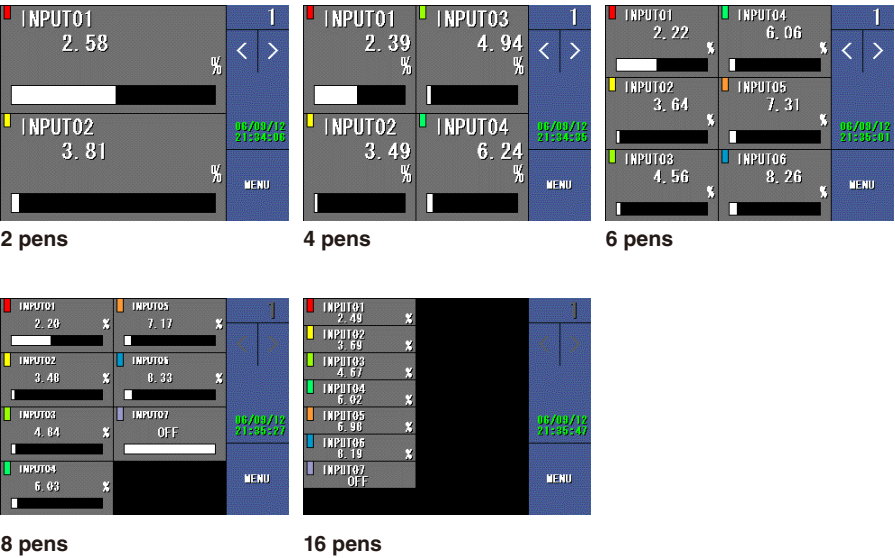 INPUT01
2.58
%
INPUT02
3.81
%
1
< >
06/09/12
21:34:06
MENU
2 pens
INPUT01
2.39
%
INPUT03
4.94
%
INPUT02
3.49
%
INPUT04
6.24
%
1
< >
06/09/12
21:34:35
MENU
4 pens
INPUT01
2.22
%
INPUT04
6.06
%
INPUT02
3.64
%
INPUT05
7.31
%
INPUT03
4.56
%
INPUT06
8.26
%
1
< >
06/09/12
21:35:01
MENU
6 pens
INPUT01
2.20 %
INPUT05
7.17 %
INPUT02
3.48 %
INPUT06
8.33 %
INPUT03
4.64 %
INPUT07
OFF
INPUT04
6.03 %
1
< >
06/09/12
21:35:27
MENU
8 pens
INPUT01
2.49 %
INPUT02
3.69 %
INPUT03
4.67 %
INPUT04
6.02 %
INPUT05
6.98 %
INPUT06
8.19 %
INPUT07
OFF
1
< >
06/09/12
21:35:47
MENU
16 pens